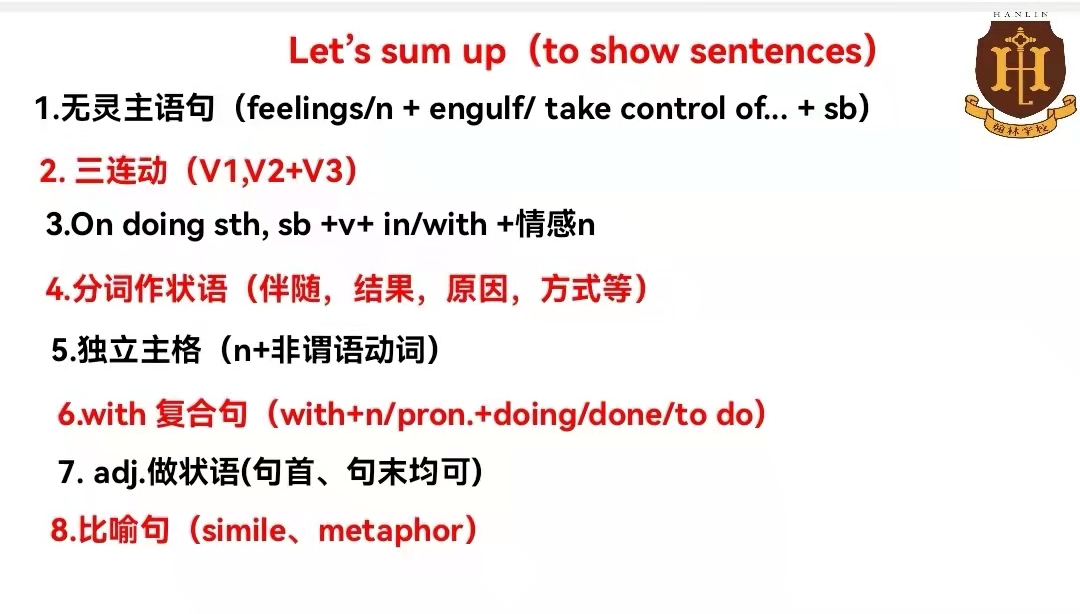 HANLIN
Let’s sum up（to show sentences）
1.无灵主语句（feelings/n + engulf/ take control of... + sb）
2. 三连动（V1,V2+V3）
3.On doing sth, sb +v+ in/with +情感n
4.分词作状语（伴随，结果，原因，方式等）
5.独立主格（n+非谓语动词）
6.with 复合句（with+n/pron.+doing/done/to do）
7. adj.做状语(句首、句末均可)
8.比喻句（simile、metaphor）
翰林学校